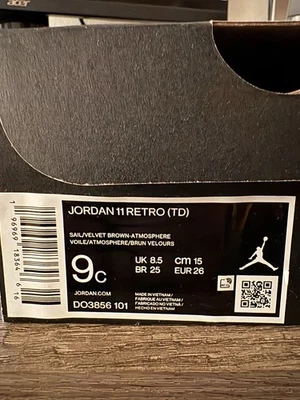 acer
JORDAN 11 RETRO (TD)
SAIL/VELVET BROWN-ATMOSPHERE
VOILE/ATMOSPHERE/BRUN VELOURS
9C
UK 8.5 CM 15
BR 25 EUR 26
JORDAN.COM
DO3856 101
MADE IN VIETNAM /
FABRIQUÉ AU VIETNAM /
FABRICADO NO VIETNÃ /
HECHO EN VIETNAM